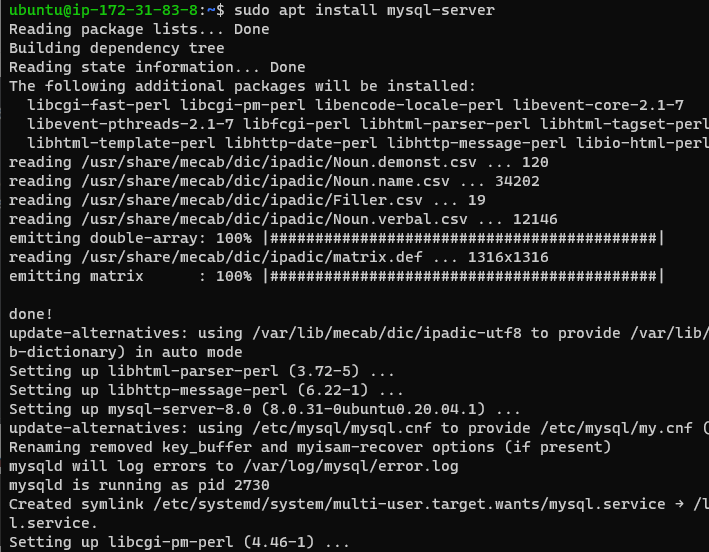 ubuntu@ip-172-31-83-8:~$ sudo apt install mysql-server
Reading package lists... Done
Building dependency tree
Reading state information... Done
The following additional packages will be installed:
  libcgi-fast-perl libcgi-pm-perl libencode-locale-perl libevent-core-2.1-7
  libevent-pthreads-2.1-7 libfcgi-perl libhtml-parser-perl libhtml-tagset-perl
  libhtml-template-perl libhttp-date-perl libhttp-message-perl libio-html-perl
reading /usr/share/mecab/dic/ipadic/Noun.demonst.csv ... 120
reading /usr/share/mecab/dic/ipadic/Noun.name.csv ... 34202
reading /usr/share/mecab/dic/ipadic/Filler.csv ... 19
reading /usr/share/mecab/dic/ipadic/Noun.verbal.csv ... 12146
emitting double-array: 100% |###########################################|
reading /usr/share/mecab/dic/ipadic/matrix.def ... 1316x1316
emitting matrix      : 100% |###########################################|

done!
update-alternatives: using /var/lib/mecab/dic/ipadic-utf8 to provide /var/lib/
b-dictionary) in auto mode
Setting up libhtml-parser-perl (3.72-5) ...
Setting up libhttp-message-perl (6.22-1) ...
Setting up mysql-server-8.0 (8.0.31-0ubuntu0.20.04.1) ...
update-alternatives: using /etc/mysql/mysql.cnf to provide /etc/mysql/my.cnf (
Renaming removed key_buffer and myisam-recover options (if present)
mysqld will log errors to /var/log/mysql/error.log
mysqld is running as pid 2730
Created symlink /etc/systemd/system/multi-user.target.wants/mysql.service → /l
l.service.
Setting up libcgi-pm-perl (4.46-1) ...